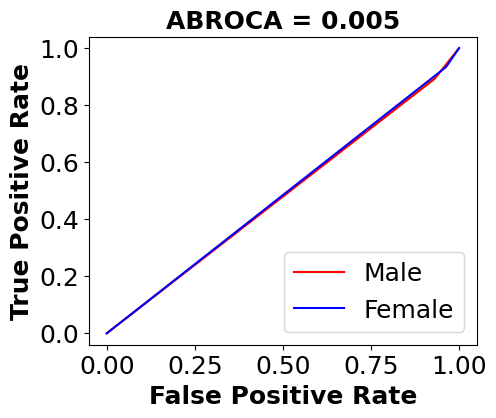 ABROCA = 0.005
True Positive Rate
1.0
0.8
0.6
0.4
0.2
0.0
Male
Female
0.00 0.25 0.50 0.75 1.00
False Positive Rate